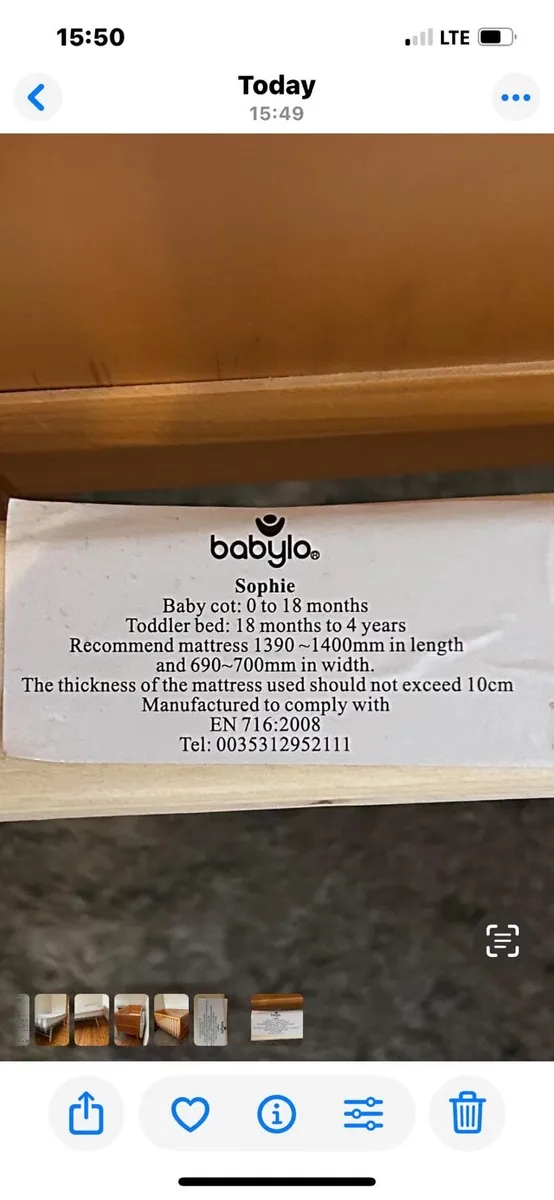 15:50
LTE
Today
15:49
babylo®
Sophie
Baby cot: 0 to 18 months
Toddler bed: 18 months to 4 years
Recommend mattress 1390~1400mm in length
and 690~700mm in width.
The thickness of the mattress used should not exceed 10cm
Manufactured to comply with
EN 716:2008
Tel: 0035312952111